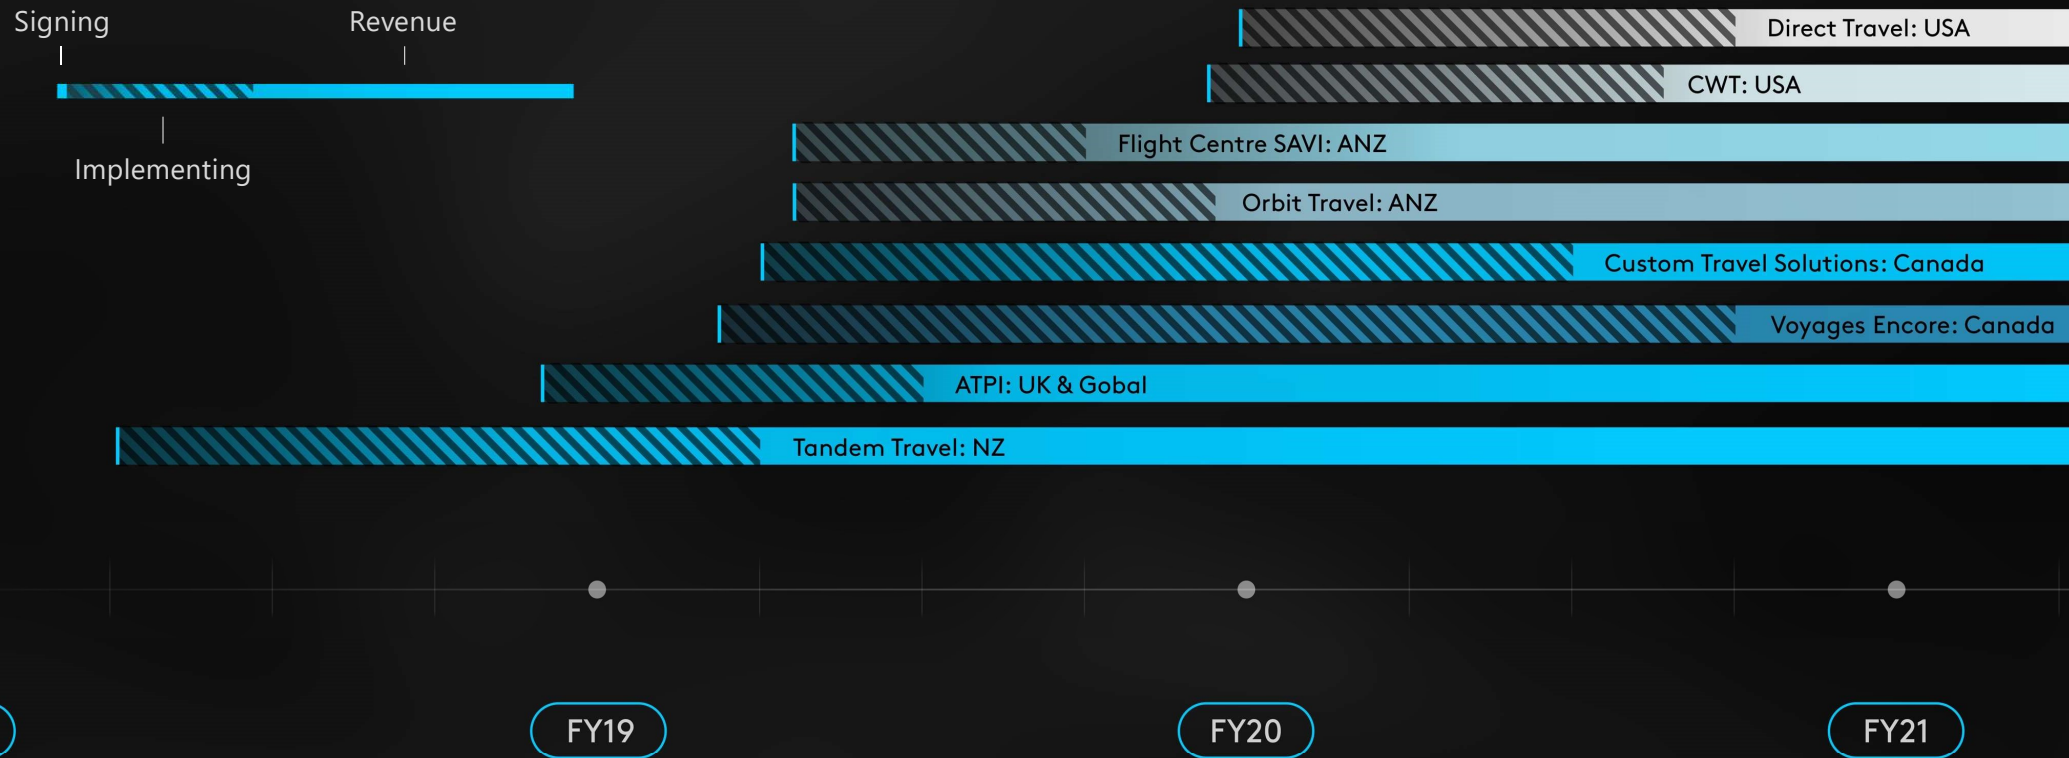 Signing
Revenue
Implementing
Direct Travel: USA
CWT: USA
Flight Centre SAVI: ANZ
Orbit Travel: ANZ
Custom Travel Solutions: Canada
Voyages Encore: Canada
ATPI: UK & Gobal
Tandem Travel: NZ
FY19
FY20
FY21